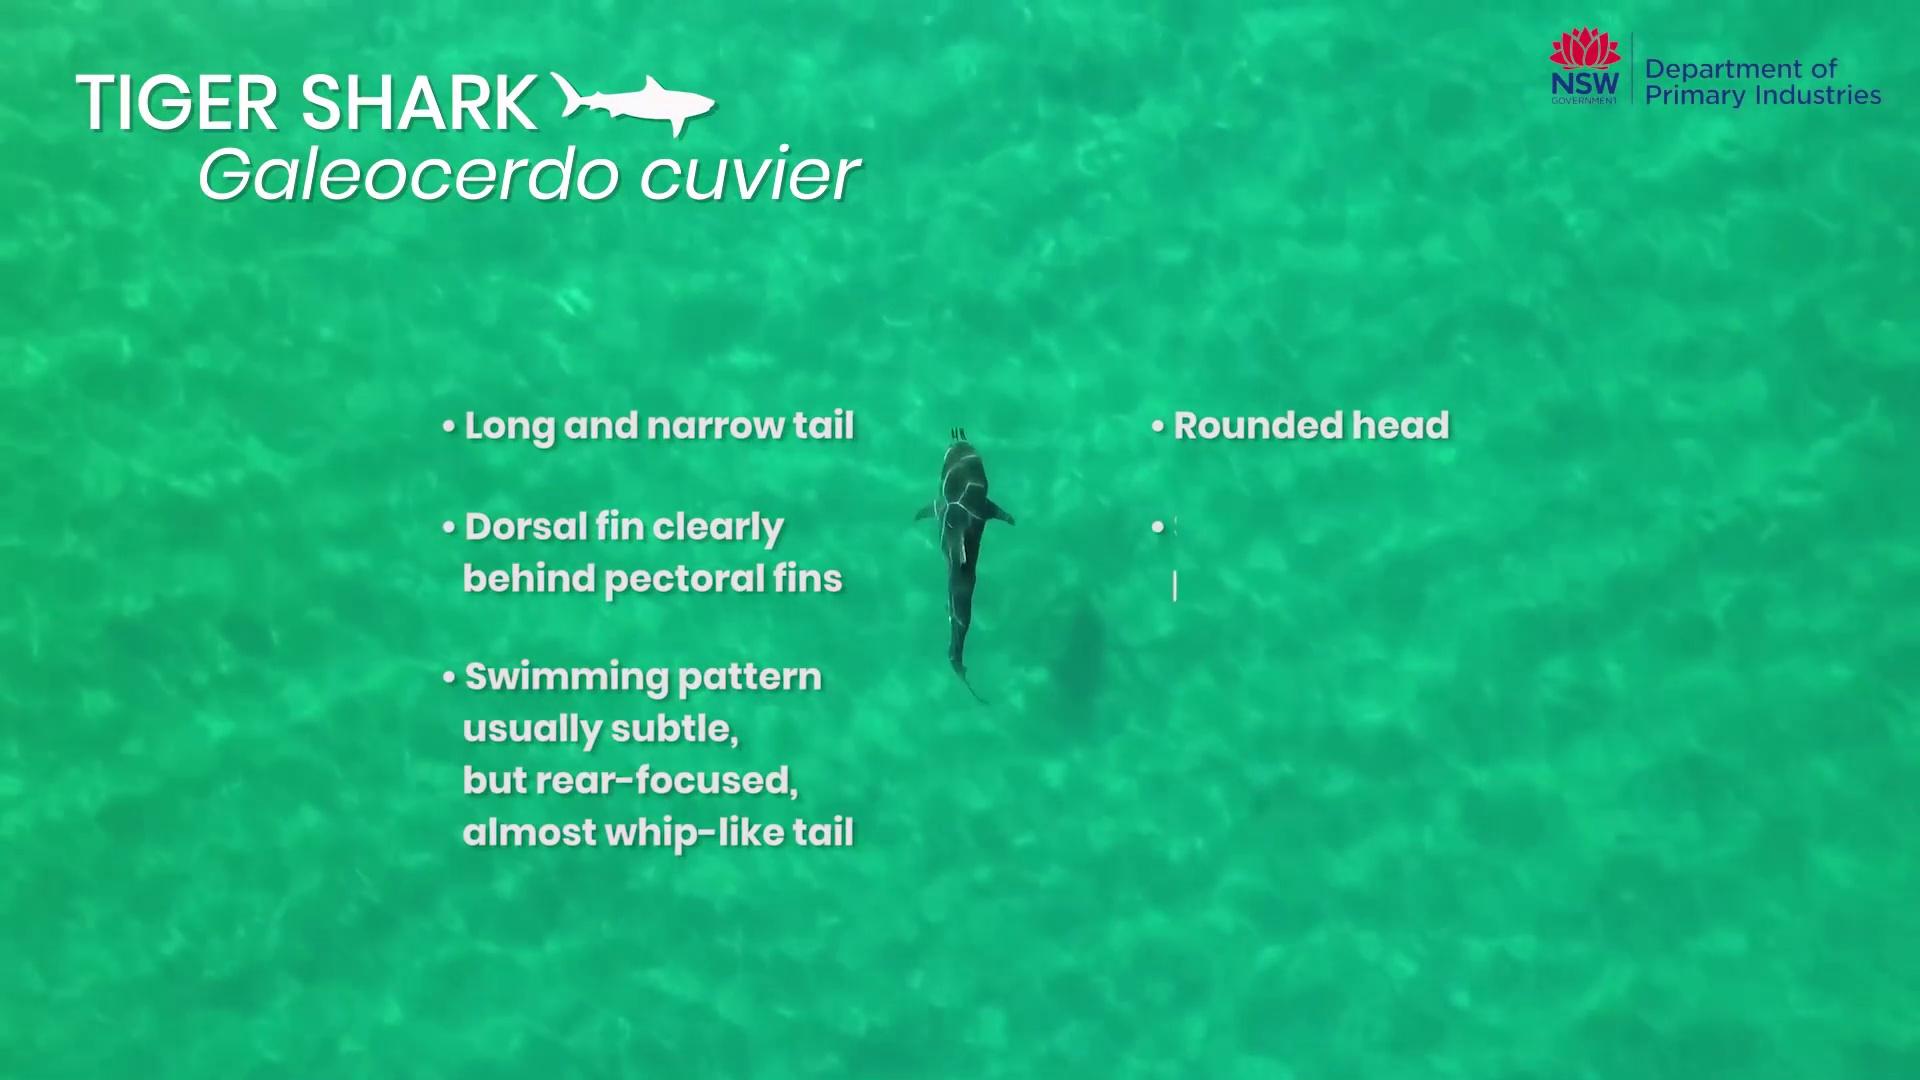 TIGER SHARK
Galeocerdo cuvier
NSW
GOVERNMENT
Department of
Primary Industries
• Long and narrow tail
• Dorsal fin clearly
behind pectoral fins
• Swimming pattern
usually subtle,
but rear-focused,
almost whip-like tail
• Rounded head
•